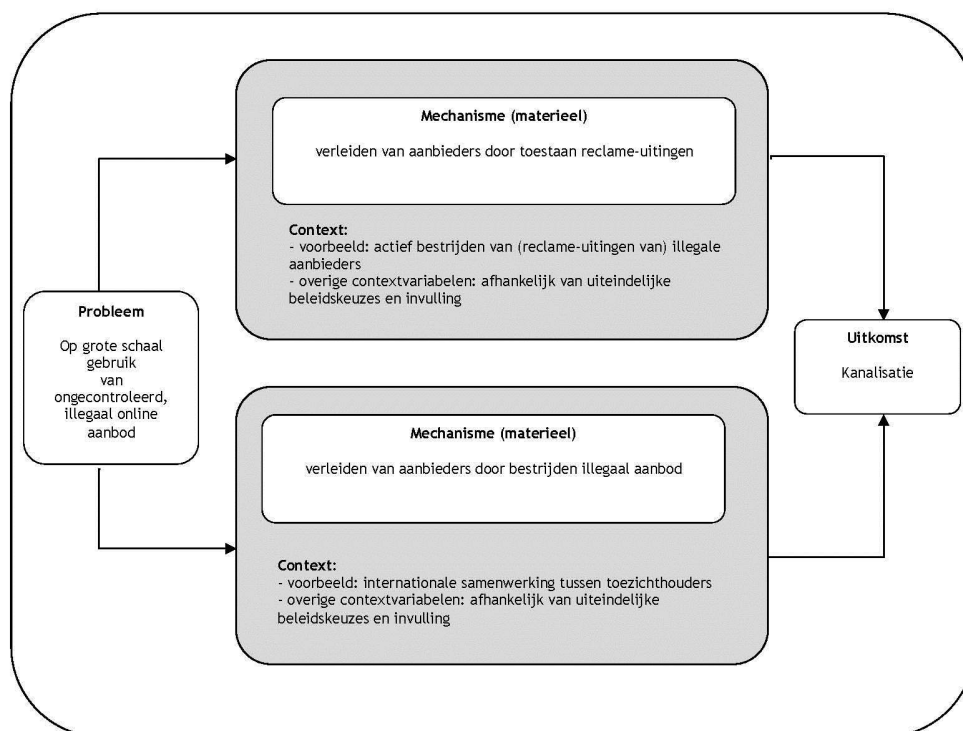 Mechanisme (materieel)
verleiden van aanbieders door toestaan reclame-uitingen
Context:
- voorbeeld: actief bestrijden van (reclame-uitingen van) illegale
aanbieders
- overige contextvariabelen: afhankelijk van uiteindelijke
beleidskeuzes en invulling
Probleem
Op grote schaal
gebruik
van
ongecontroleerd,
illegaal online
aanbod
Uitkomst
Kanalisatie
Mechanisme (materieel)
verleiden van aanbieders door bestrijden illegaal aanbod
Context:
- voorbeeld: internationale samenwerking tussen toezichthouders
- overige contextvariabelen: afhankelijk van uiteindelijke
beleidskeuzes en invulling